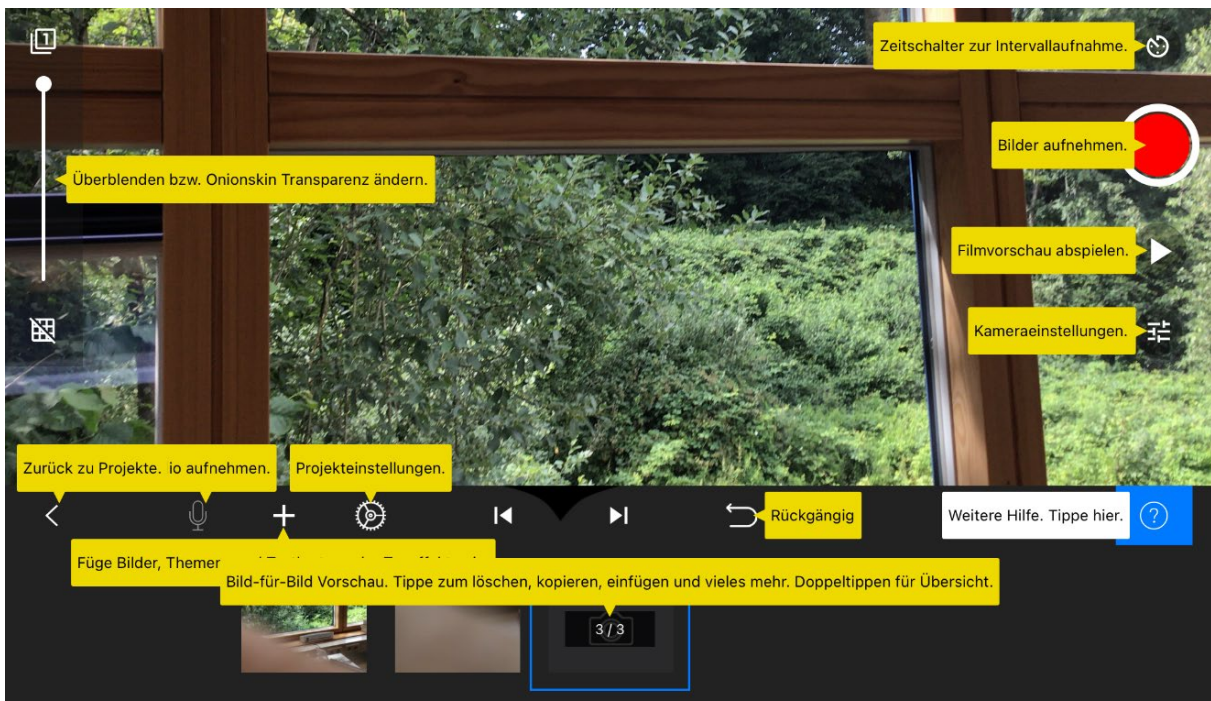 1
Zeitschalter zur Intervallaufnahme.
Bilder aufnehmen.
Überblenden bzw. Onionskin Transparenz ändern.
Filmvorschau abspielen.
Kameraeinstellungen.
Zurück zu Projekte. io aufnehmen.
Projekteinstellungen.
Rückgängig
Weitere Hilfe. Tippe hier.
?
Füge Bilder,
Bild-für-Bild Vorschau. Tippe zum löschen, kopieren, einfügen und vieles mehr. Doppeltippen für Übersicht.
3/3